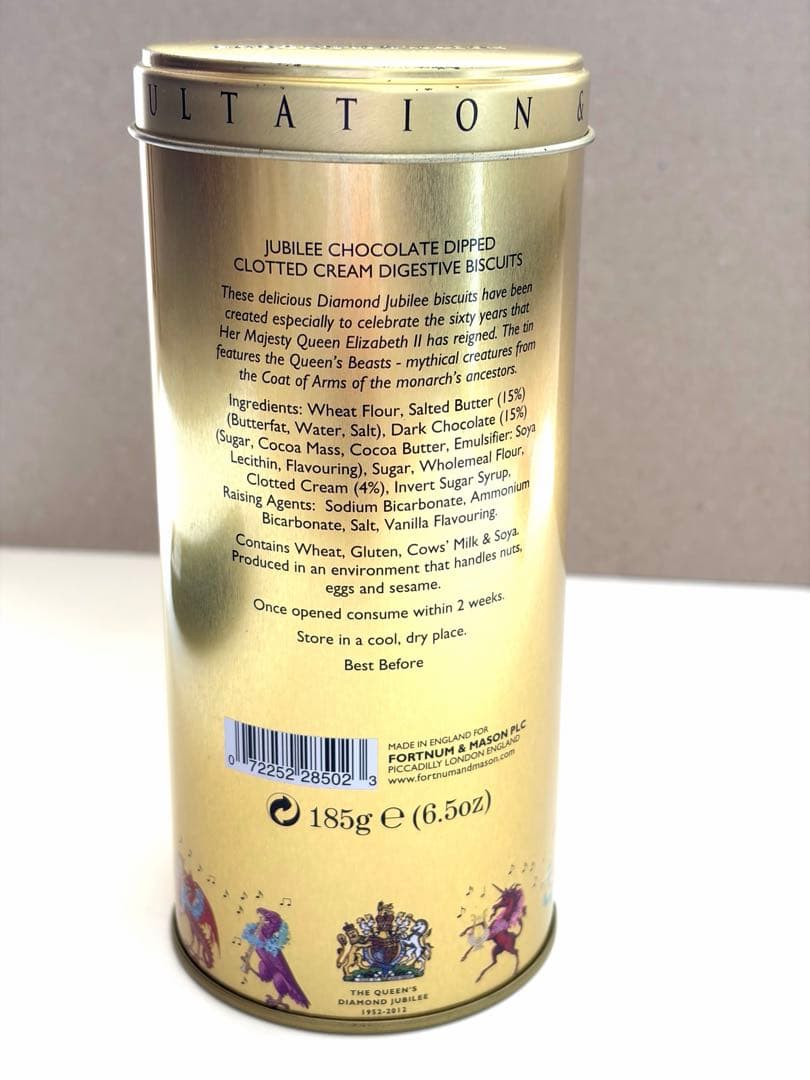 ULTATION &
JUBILEE CHOCOLATE DIPPED
CLOTTED CREAM DIGESTIVE BISCUITS
These delicious Diamond Jubilee biscuits have been
created especially to celebrate the sixty years that
Her Majesty Queen Elizabeth II has reigned. The tin
features the Queen's Beasts - mythical creatures from
the Coat of Arms of the monarch's ancestors.
Ingredients: Wheat Flour, Salted Butter (15%)
(Butterfat, Water, Salt), Dark Chocolate (15%)
(Sugar, Cocoa Mass, Cocoa Butter, Emulsifier: Soya
Lecithin, Flavouring), Sugar, Wholemeal Flour,
Clotted Cream (4%), Invert Sugar Syrup,
Raising Agents: Sodium Bicarbonate, Ammonium
Bicarbonate, Salt, Vanilla Flavouring.
Contains Wheat, Gluten, Cows' Milk & Soya.
Produced in an environment that handles nuts,
eggs and sesame.
Once opened consume within 2 weeks.
Store in a cool, dry place.
Best Before
0 72252 28502 3
MADE IN ENGLAND FOR
FORTNUM & MASON PLC
PICCADILLY LONDON ENGLAND
www.fortnumandmason.com
185g e (6.5oz)
THE QUEEN'S
DIAMOND JUBILEE
1952-2012